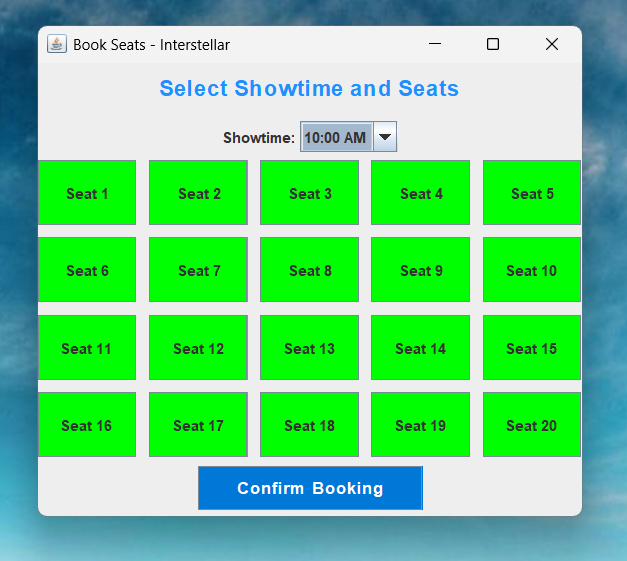 Book Seats - Interstellar
Select Showtime and Seats
Showtime: 10:00 AM
Seat 1 Seat 2 Seat 3 Seat 4 Seat 5
Seat 6 Seat 7 Seat 8 Seat 9 Seat 10
Seat 11 Seat 12 Seat 13 Seat 14 Seat 15
Seat 16 Seat 17 Seat 18 Seat 19 Seat 20
Confirm Booking